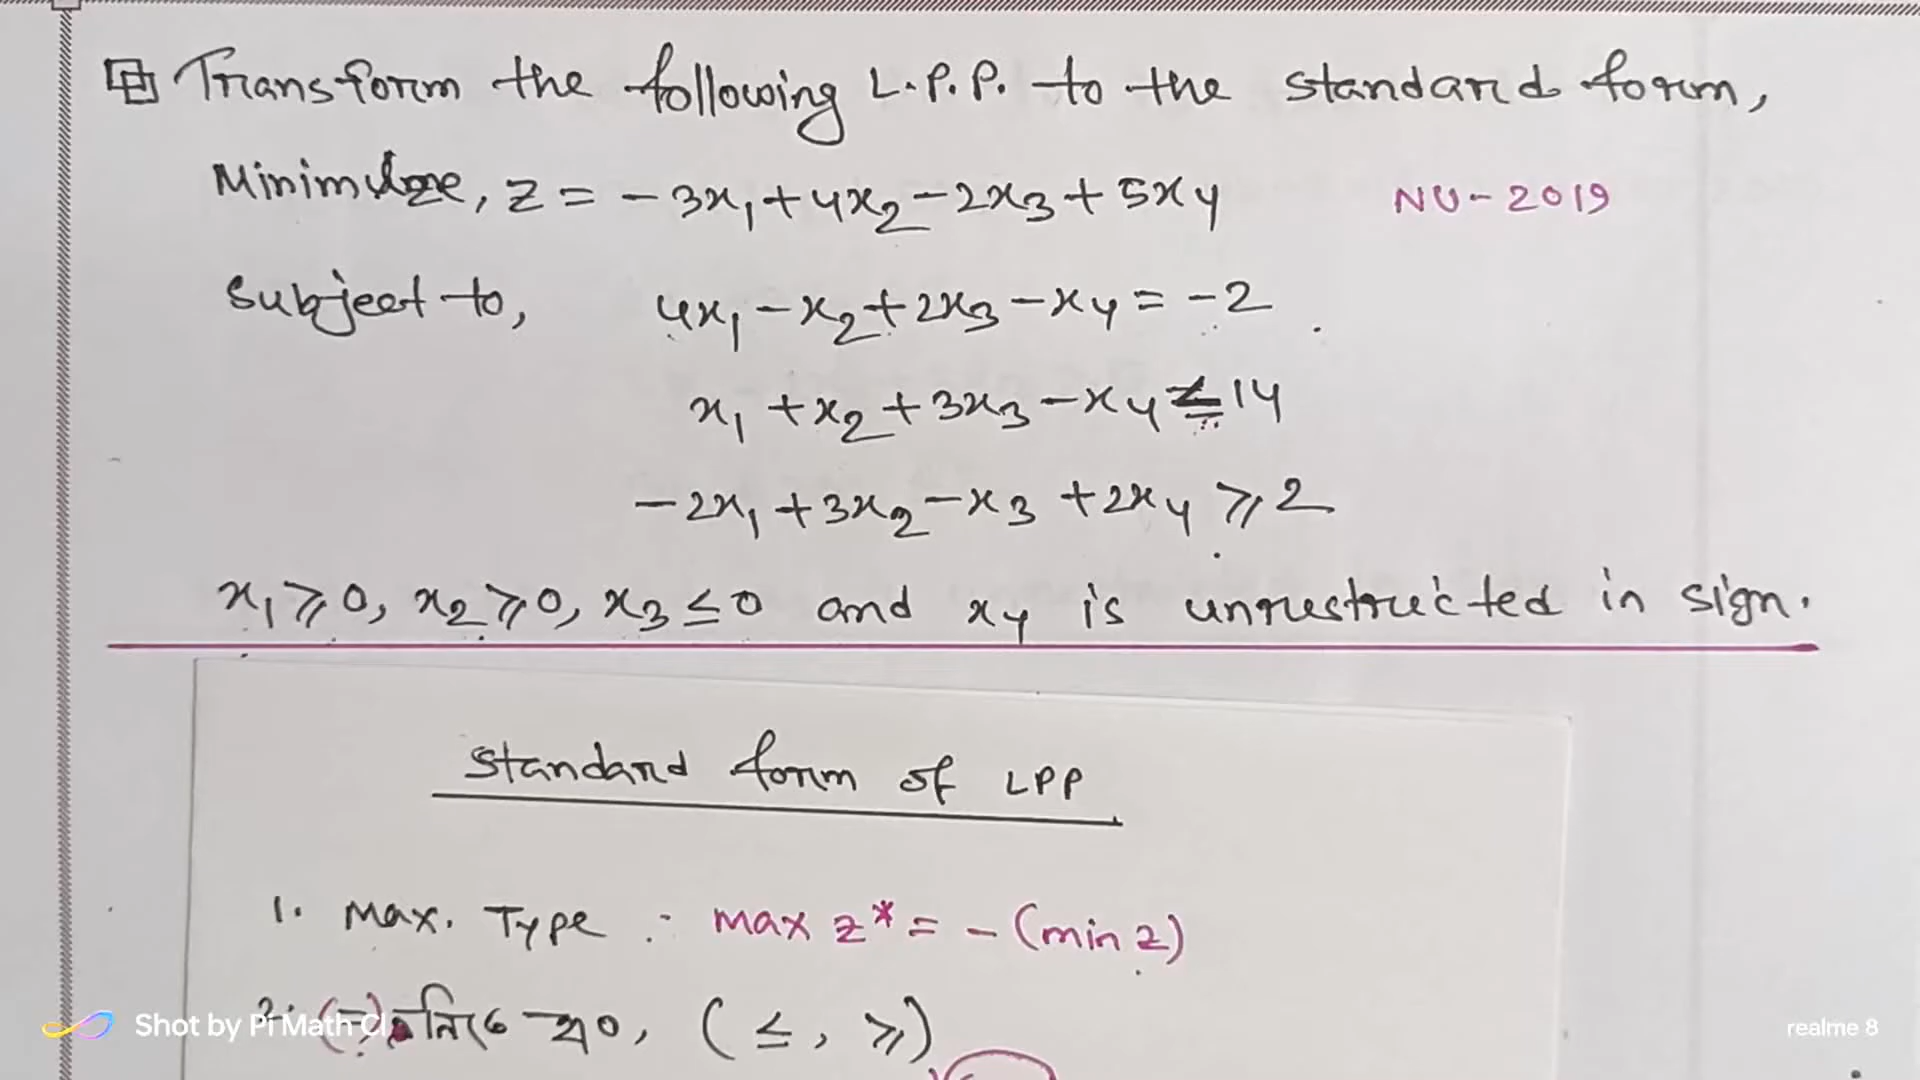 Transform the following L.P.P. to the standard form,
Minimize, z = - 3x₁ + 4x₂ - 2x₃ + 5x₄ NU - 2019
Subject to, 4x₁ - x₂ + 2x₃ - x₄ = -2
x₁ + x₂ + 3x₃ - x₄ ≤ 14
- 2x₁ + 3x₂ - x₃ + 2x₄ ≥ 2
x₁ ≥ 0, x₂ ≥ 0, x₃ ≤ 0 and x₄ is unrestricted in sign.
Standard form of LPP
1. Max. Type : max z* = - (min z)
(≤, ≥)
Shot by Pi Math Cl
realme 8